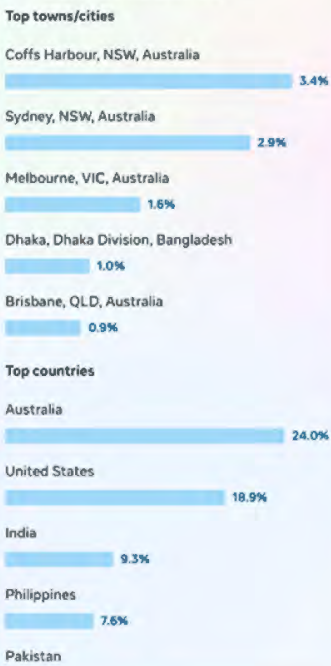 Top towns/cities
Coffs Harbour, NSW, Australia
3.4%
Sydney, NSW, Australia
2.9%
Melbourne, VIC, Australia
1.6%
Dhaka, Dhaka Division, Bangladesh
1.0%
Brisbane, QLD, Australia
0.9%
Top countries
Australia
24.0%
United States
18.9%
India
9.3%
Philippines
7.6%
Pakistan